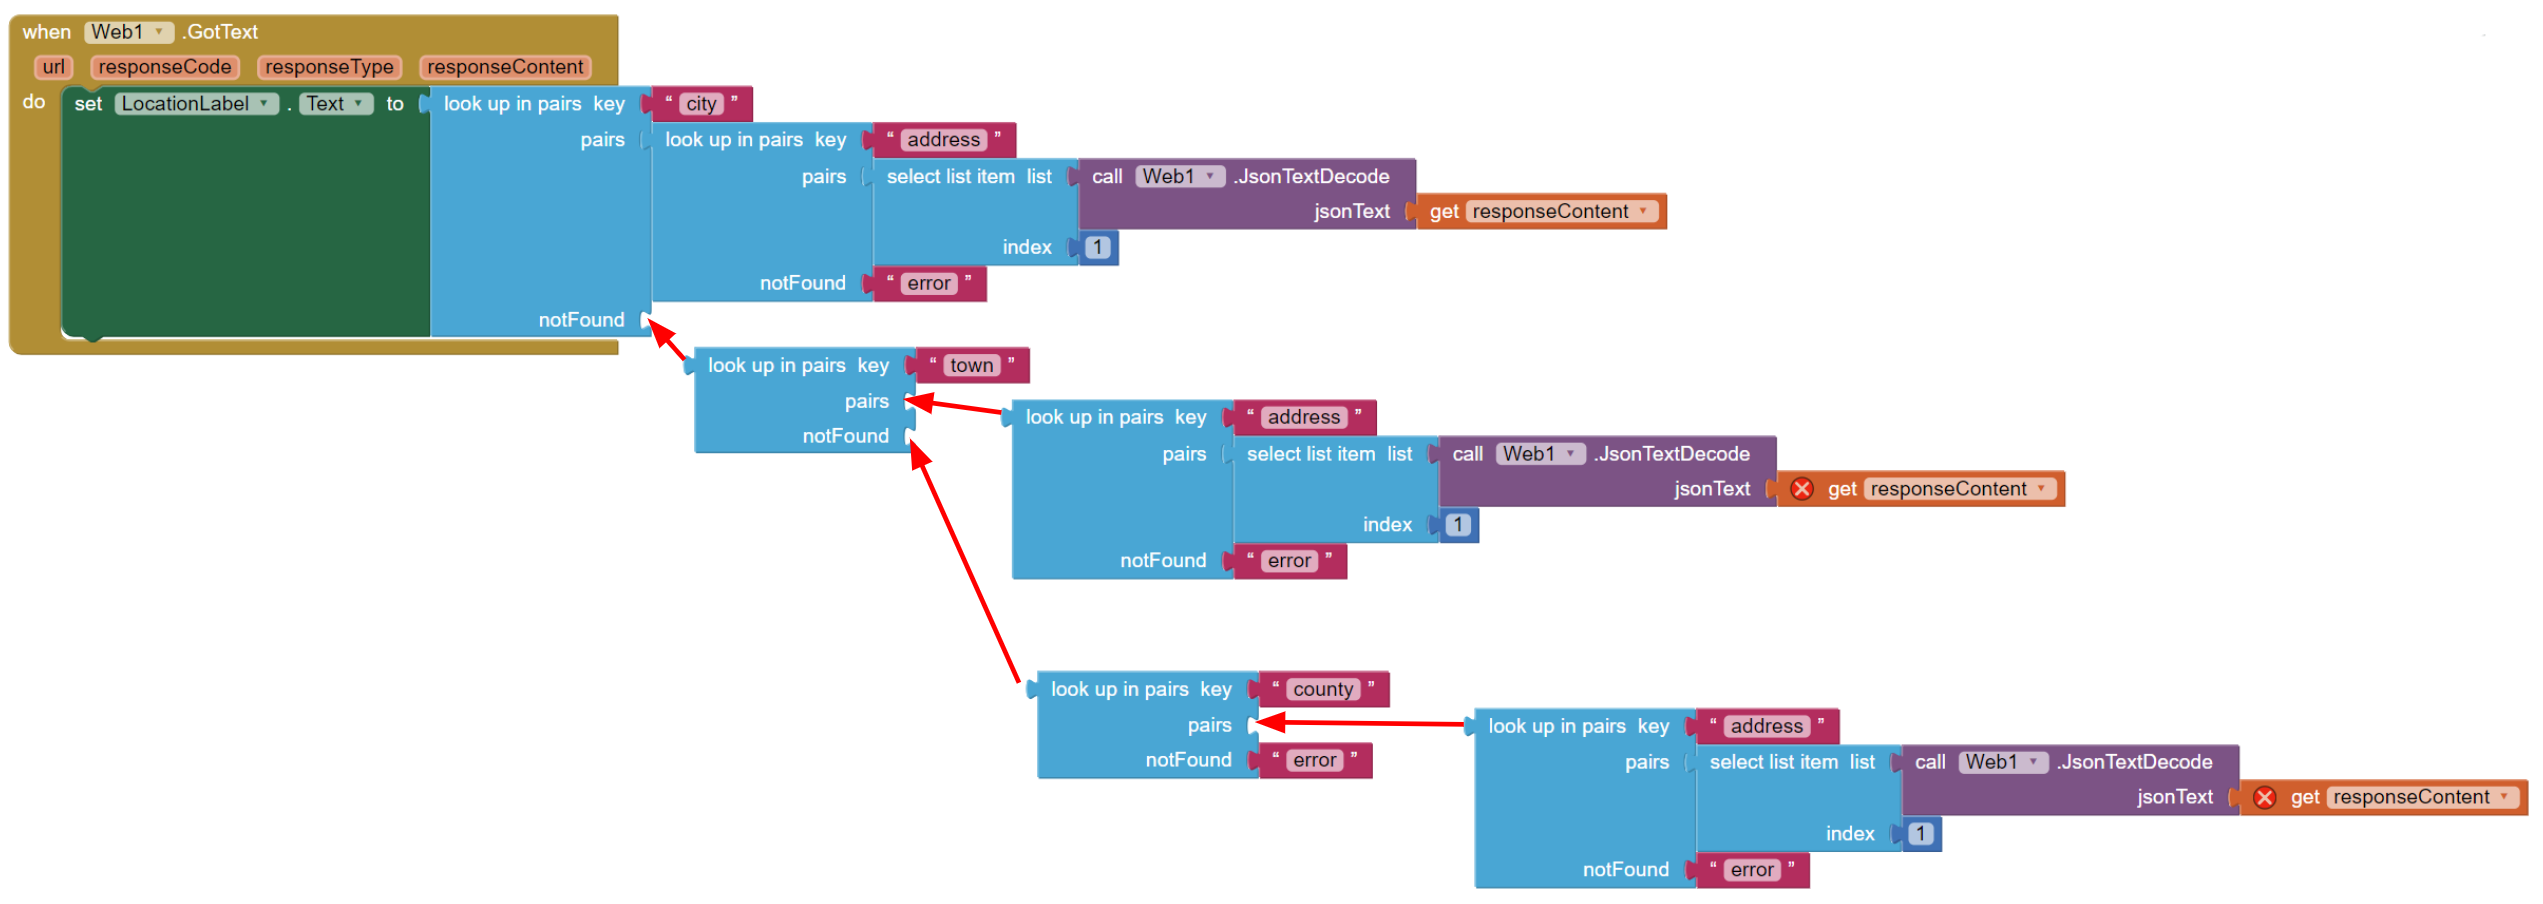 when Web1 .GotText
url responseCode responseType responseContent
do set LocationLabel . Text to look up in pairs key “ city ”
pairs look up in pairs key “ address ”
pairs select list item list call Web1 .JsonTextDecode
jsonText get responseContent
index 1
notFound “ error ”
notFound
look up in pairs key “ town ”
pairs
notFound
look up in pairs key “ address ”
pairs select list item list call Web1 .JsonTextDecode
jsonText get responseContent
index 1
notFound “ error ”
look up in pairs key “ county ”
pairs
notFound “ error ”
look up in pairs key “ address ”
pairs select list item list call Web1 .JsonTextDecode
jsonText get responseContent
index 1
notFound “ error ”